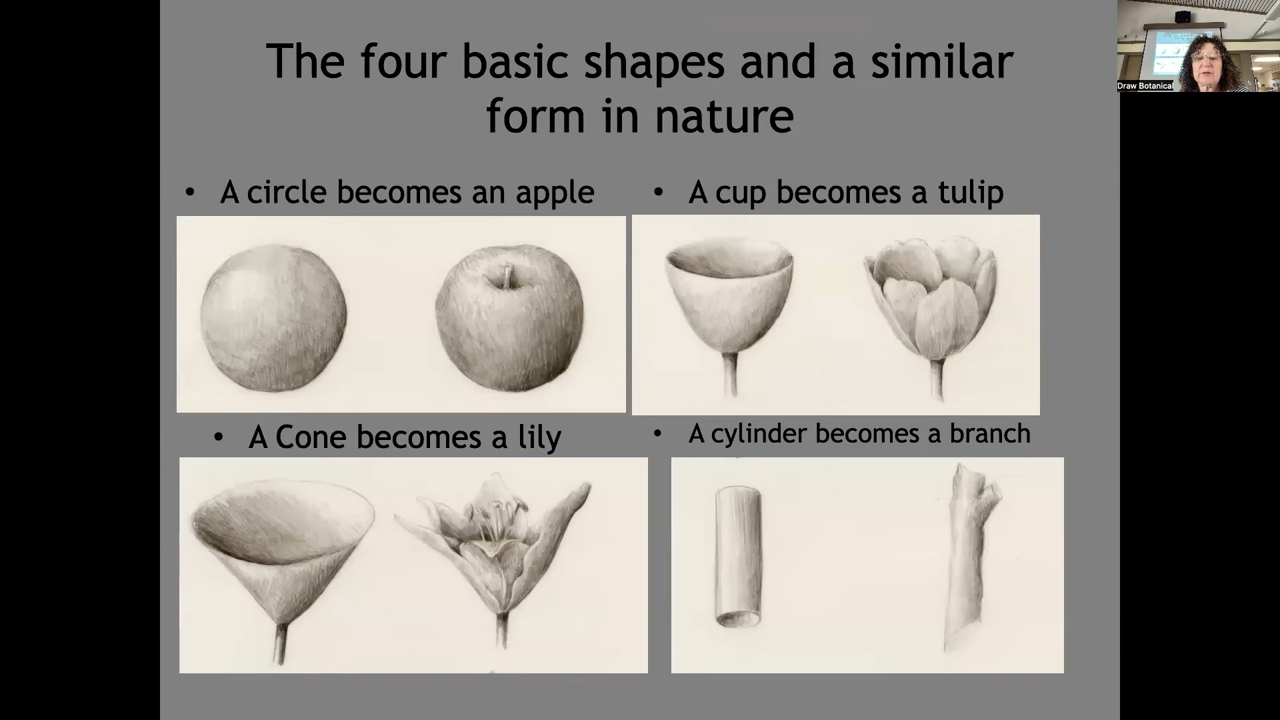 The four basic shapes and a similar
form in nature
• A circle becomes an apple
• A cup becomes a tulip
• A Cone becomes a lily
• A cylinder becomes a branch
Draw Botanical